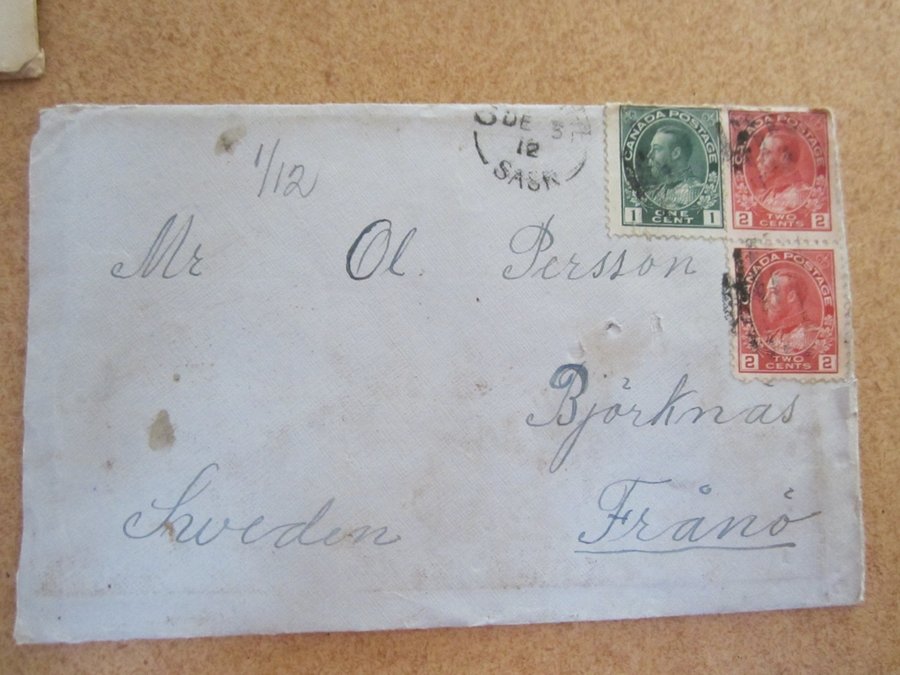 DE 31
12
SASK
CANADA POSTAGE
1 ONE CENT 1
CANADA POSTAGE
2 TWO CENTS 2
CANADA POSTAGE
2 TWO CENTS 2
1/12
Mr Ol. Persson
Björknäs
Sweden Frånö